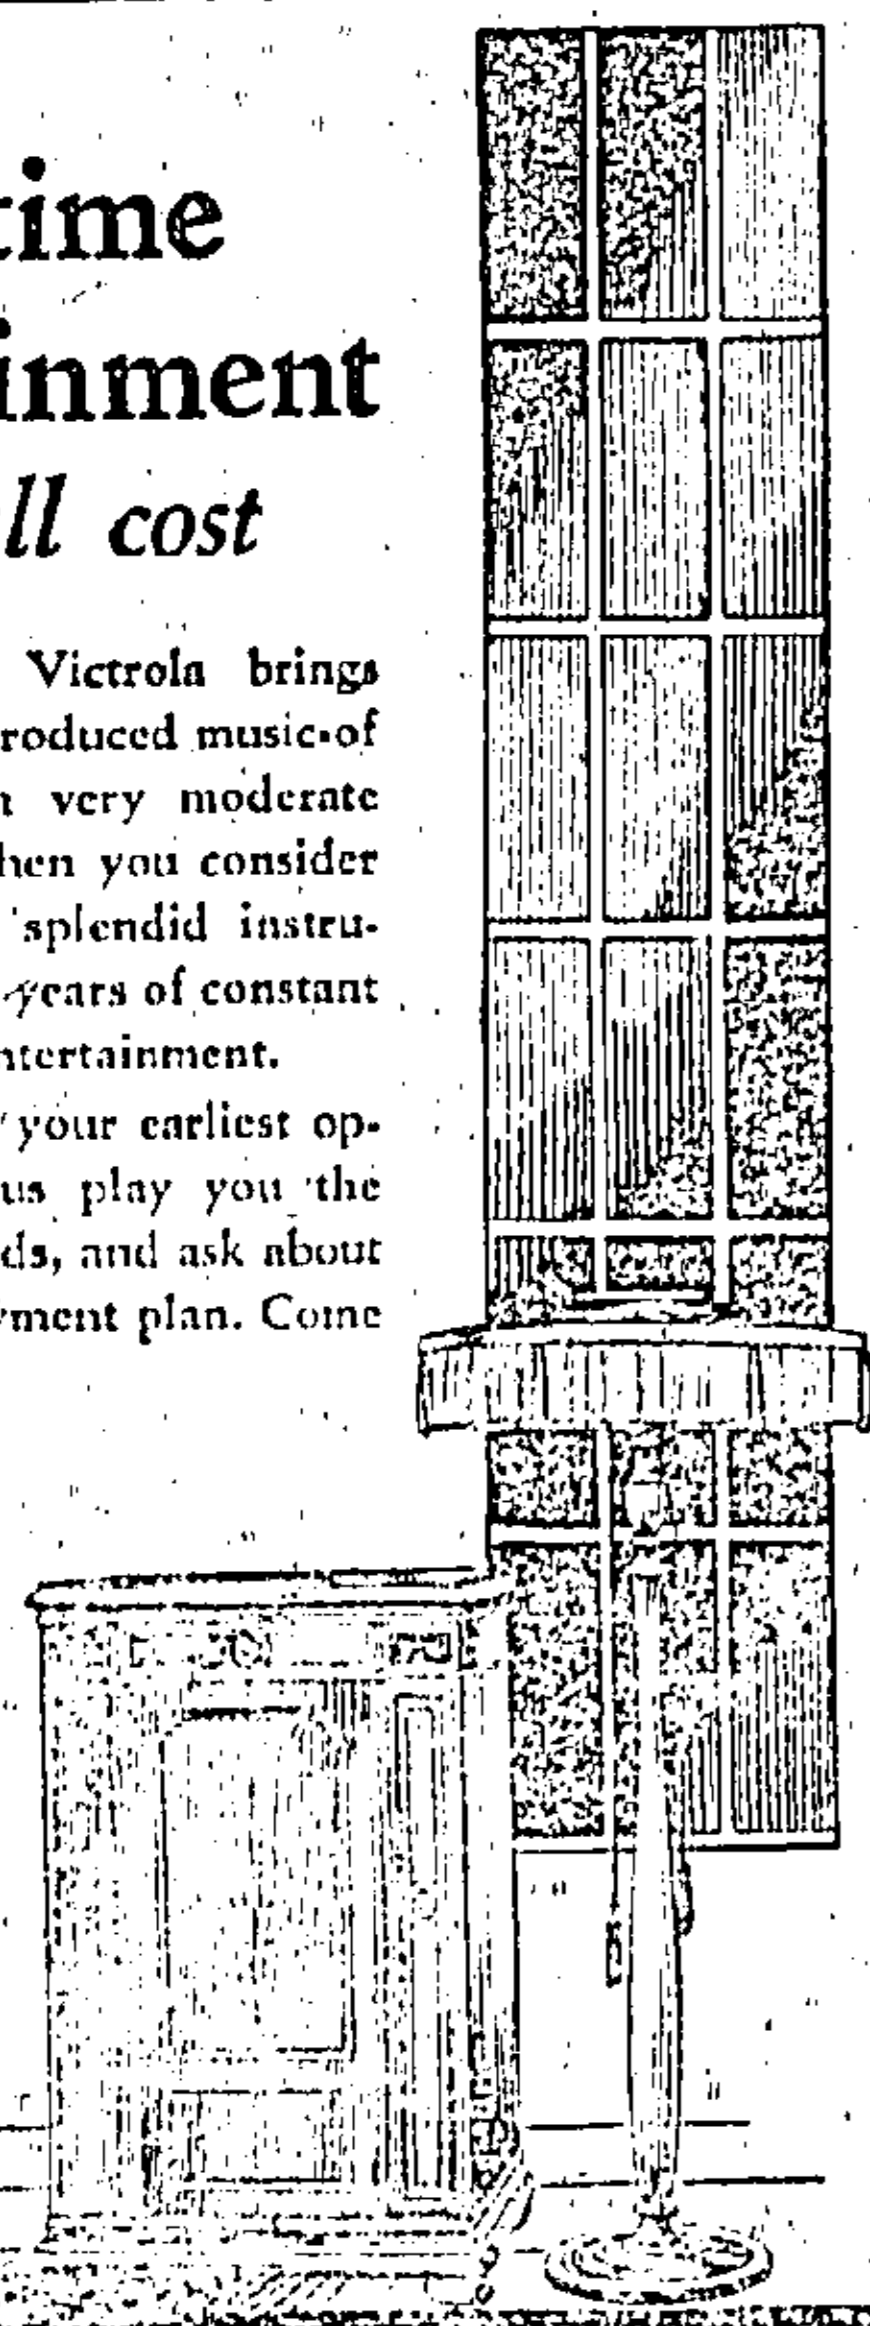 time
inment
ll cost
Victrola brings
roduced music of
very moderate
hen you consider
splendid instru-
years of constant
ntertainment.
your earliest op-
us play you the
ds, and ask about
yment plan. Come